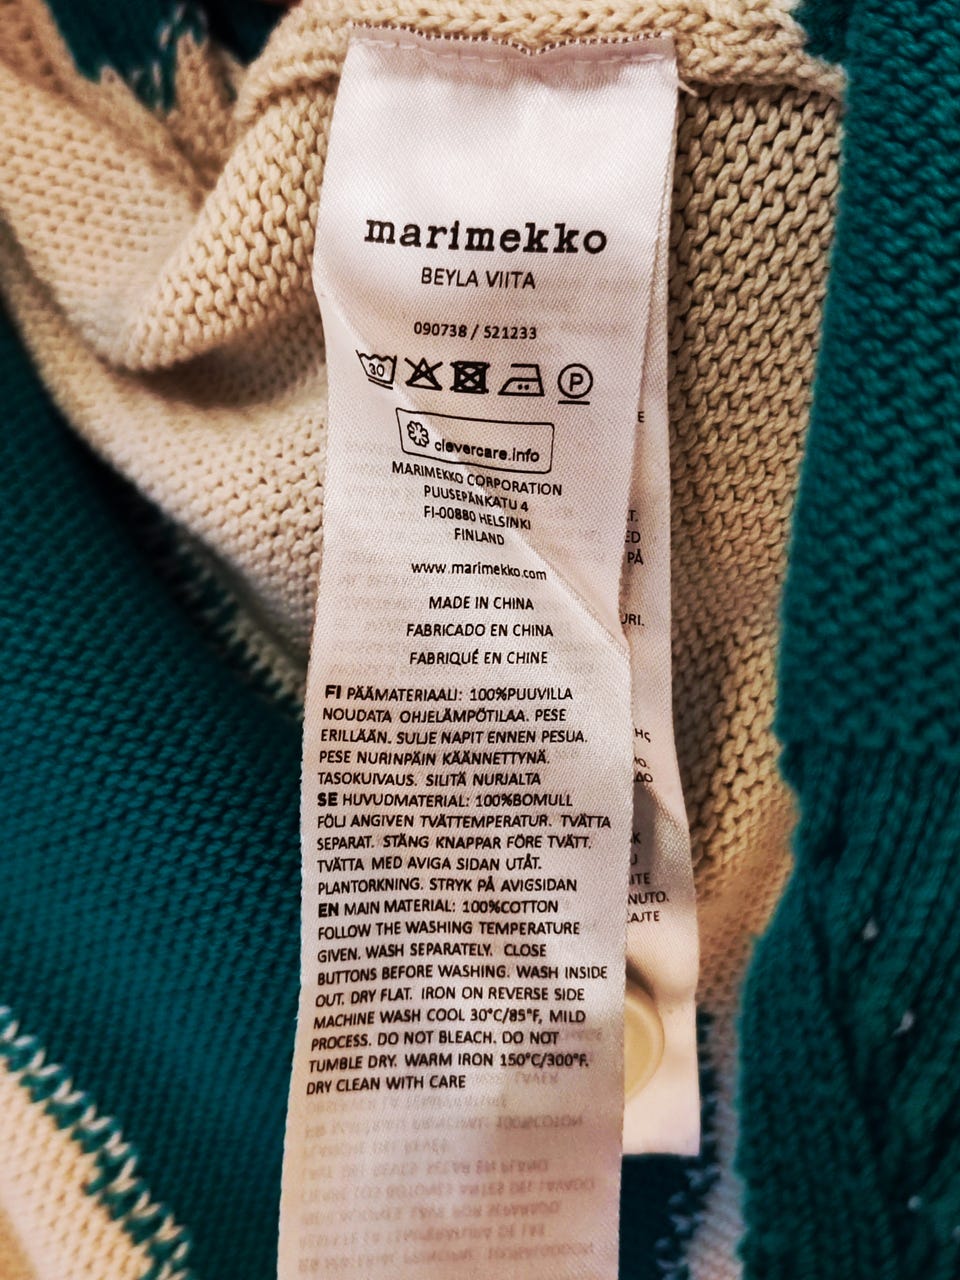 marimekko
BEYLA VIITA
090738 / 521233
30
P
clevercare.info
MARIMEKKO CORPORATION
PUUSEPÄNKATU 4
FI-00880 HELSINKI
FINLAND
www.marimekko.com
MADE IN CHINA
FABRICADO EN CHINA
FABRIQUÉ EN CHINE
FI PÄÄMATERIAALI: 100%PUUVILLA
NOUDATA OHJELÄMPÖTILAA. PESE
ERILLÄÄN. SULJE NAPIT ENNEN PESUA.
PESE NURINPÄIN KÄÄNNETTYNÄ.
TASOKUIVAUS. SILITÄ NURJALTA
SE HUVUDMATERIAL: 100%BOMULL
FÖLJ ANGIVEN TVÄTTEMPERATUR. TVÄTTA
SEPARAT. STÄNG KNAPPAR FÖRE TVÄTT.
TVÄTTA MED AVIGA SIDAN UTÅT.
PLANTORKNING. STRYK PÅ AVIGSIDAN
EN MAIN MATERIAL: 100%COTTON
FOLLOW THE WASHING TEMPERATURE
GIVEN. WASH SEPARATELY. CLOSE
BUTTONS BEFORE WASHING. WASH INSIDE
OUT. DRY FLAT. IRON ON REVERSE SIDE
MACHINE WASH COOL 30°C/85°F, MILD
PROCESS. DO NOT BLEACH. DO NOT
TUMBLE DRY. WARM IRON 150°C/300°F.
DRY CLEAN WITH CARE